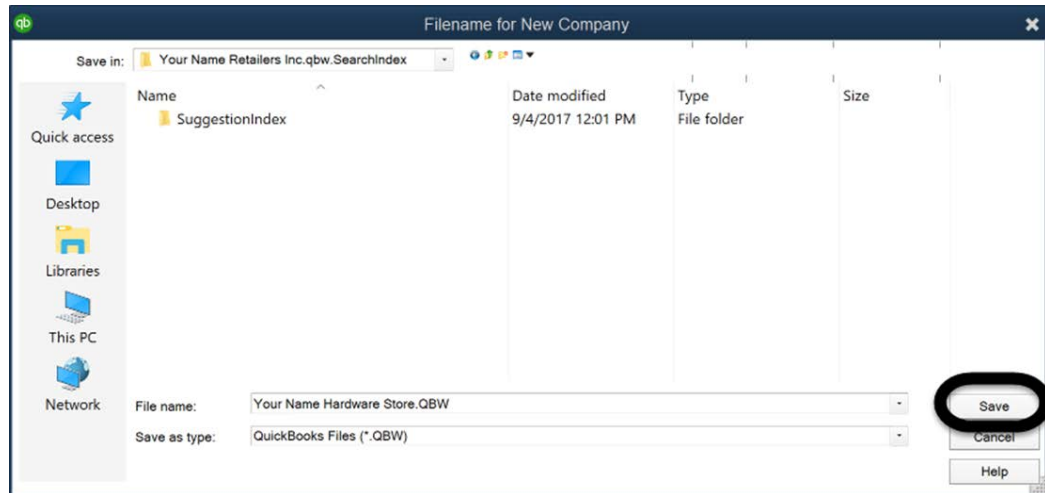 qb Filename for New Company
Save in: Your Name Retailers Inc.qbw.SearchIndex
Name Date modified Type Size
SuggestionIndex 9/4/2017 12:01 PM File folder
Quick access
Desktop
Libraries
This PC
Network
File name: Your Name Hardware Store.QBW Save
Save as type: QuickBooks Files (*.QBW) Cancel
Help